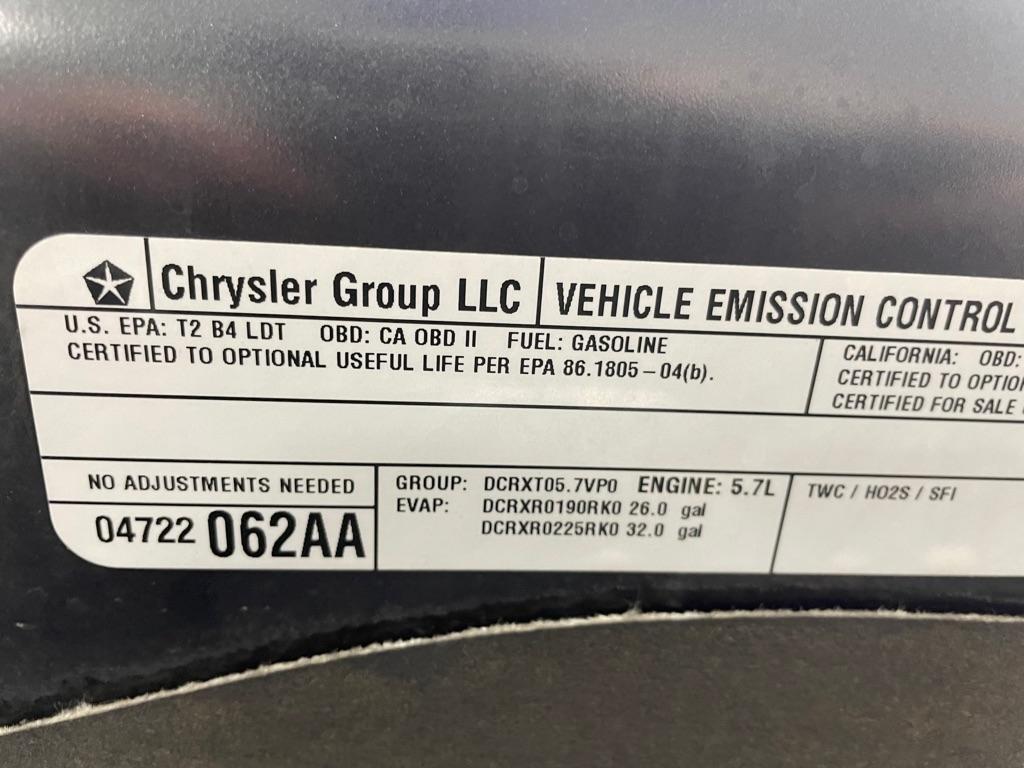 Chrysler Group LLC
VEHICLE EMISSION CONTROL
U.S. EPA: T2 B4 LDT OBD: CA OBD II FUEL: GASOLINE
CERTIFIED TO OPTIONAL USEFUL LIFE PER EPA 86.1805-04(b).
CALIFORNIA: OBD:
CERTIFIED TO
CERTIFIED FOR SALE
NO ADJUSTMENTS NEEDED
04722 062AA
GROUP: DCRXT05.7VP0 ENGINE: 5.7L
EVAP: DCRXR0190RK0 26.0 gal
DCRXR0225RK0 32.0 gal
TWC / HO2S / SFI